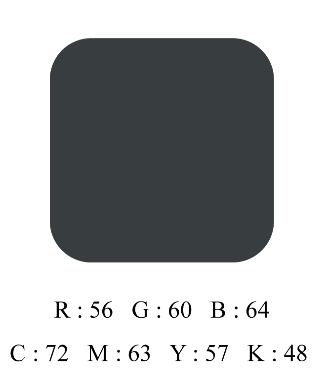 R : 56 G : 60 B : 64
C : 72 M : 63 Y : 57 K : 48